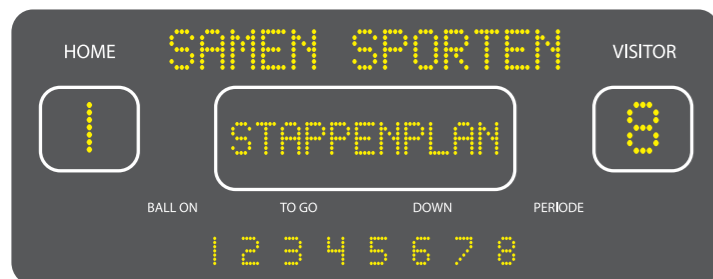 SAMEN SPORTEN
HOME
VISITOR
1
STAPPENPLAN
8
BALL ON TO GO DOWN PERIODE
1 2 3 4 5 6 7 8